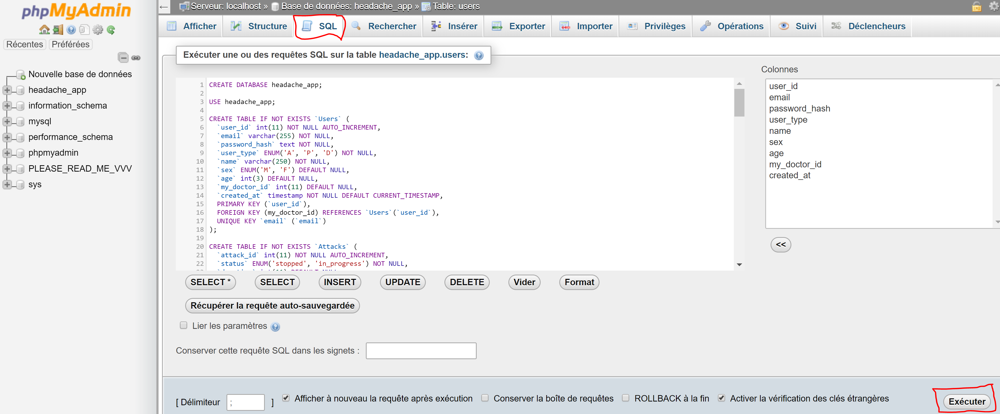 phpMyAdmin
Récentes
Préférées
Nouvelle base de données
headache_app
information_schema
mysql
performance_schema
phpmyadmin
PLEASE_READ_ME_VVV
sys
Serveur: localhost » Base de données: headache_app » Table: users
Afficher
Structure
SQL
Rechercher
Insérer
Exporter
Importer
Privilèges
Opérations
Suivi
Déclencheurs
Exécuter une ou des requêtes SQL sur la table headache_app.users:
1 CREATE DATABASE headache_app;
2
3 USE headache_app;
4
5 CREATE TABLE IF NOT EXISTS `Users` (
6 `user_id` int(11) NOT NULL AUTO_INCREMENT,
7 `email` varchar(255) NOT NULL,
8 `password_hash` text NOT NULL,
9 `user_type` ENUM('A', 'P', 'D') NOT NULL,
10 `name` varchar(250) NOT NULL,
11 `sex` ENUM('M', 'F') DEFAULT NULL,
12 `age` int(3) DEFAULT NULL,
13 `my_doctor_id` int(11) DEFAULT NULL,
14 `created_at` timestamp NOT NULL DEFAULT CURRENT_TIMESTAMP,
15 PRIMARY KEY (`user_id`),
16 FOREIGN KEY (my_doctor_id) REFERENCES `Users`(`user_id`),
17 UNIQUE KEY `email` (`email`)
18 );
19
20 CREATE TABLE IF NOT EXISTS `Attacks` (
21 `attack_id` int(11) NOT NULL AUTO_INCREMENT,
22 `status` ENUM('stopped', 'in_progress') NOT NULL,
Colonnes
user_id
email
password_hash
user_type
name
sex
age
my_doctor_id
created_at
<<
SELECT *
SELECT
INSERT
UPDATE
DELETE
Vider
Format
Récupérer la requête auto-sauvegardée
Lier les paramètres
Conserver cette requête SQL dans les signets :
[ Délimiteur ; ]
Afficher à nouveau la requête après exécution
Conserver la boîte de requêtes
ROLLBACK à la fin
Activer la vérification des clés étrangères
Exécuter